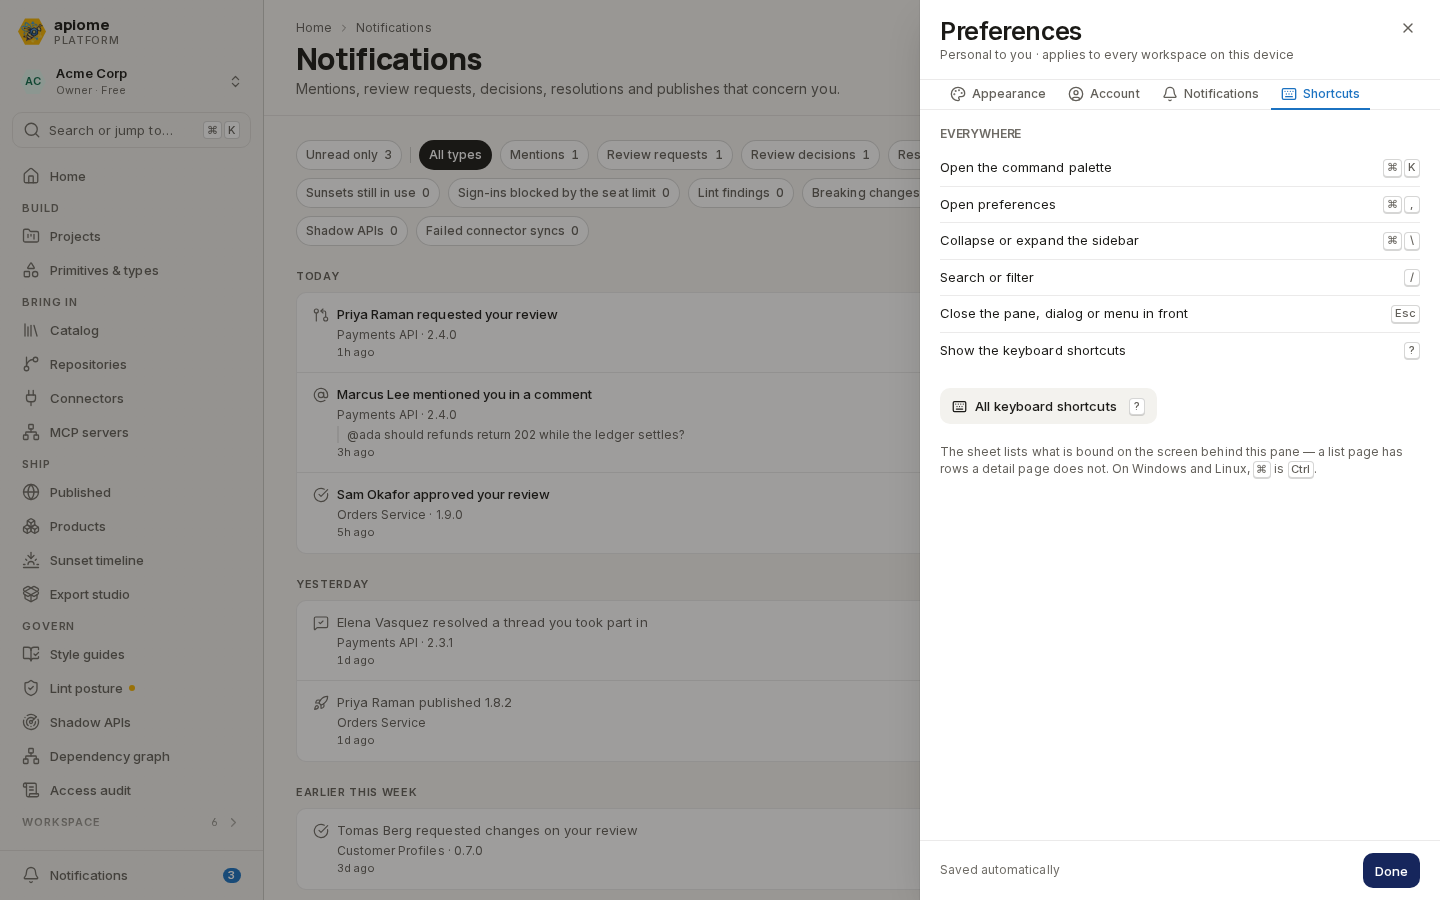 apiome
PLATFORM
AC
Acme Corp
Owner · Free
Search or jump to…
⌘ K
Home
BUILD
Projects
Primitives & types
BRING IN
Catalog
Repositories
Connectors
MCP servers
SHIP
Published
Products
Sunset timeline
Export studio
GOVERN
Style guides
Lint posture
Shadow APIs
Dependency graph
Access audit
WORKSPACE 6
Notifications 3
Home > Notifications
Notifications
Mentions, review requests, decisions, resolutions and publishes that concern you.
Unread only 3 | All types Mentions 1 Review requests 1 Review decisions 1 Res
Sunsets still in use 0 Sign-ins blocked by the seat limit 0 Lint findings 0 Breaking changes
Shadow APIs 0 Failed connector syncs 0
TODAY
Priya Raman requested your review
Payments API · 2.4.0
1h ago
Marcus Lee mentioned you in a comment
Payments API · 2.4.0
@ada should refunds return 202 while the ledger settles?
3h ago
Sam Okafor approved your review
Orders Service · 1.9.0
5h ago
YESTERDAY
Elena Vasquez resolved a thread you took part in
Payments API · 2.3.1
1d ago
Priya Raman published 1.8.2
Orders Service
1d ago
EARLIER THIS WEEK
Tomas Berg requested changes on your review
Customer Profiles · 0.7.0
3d ago
Preferences
Personal to you · applies to every workspace on this device
Appearance Account Notifications Shortcuts
EVERYWHERE
Open the command palette ⌘ K
Open preferences ⌘ ,
Collapse or expand the sidebar ⌘ \
Search or filter /
Close the pane, dialog or menu in front Esc
Show the keyboard shortcuts ?
All keyboard shortcuts ?
The sheet lists what is bound on the screen behind this pane — a list page has
rows a detail page does not. On Windows and Linux, ⌘ is Ctrl.
Saved automatically
Done